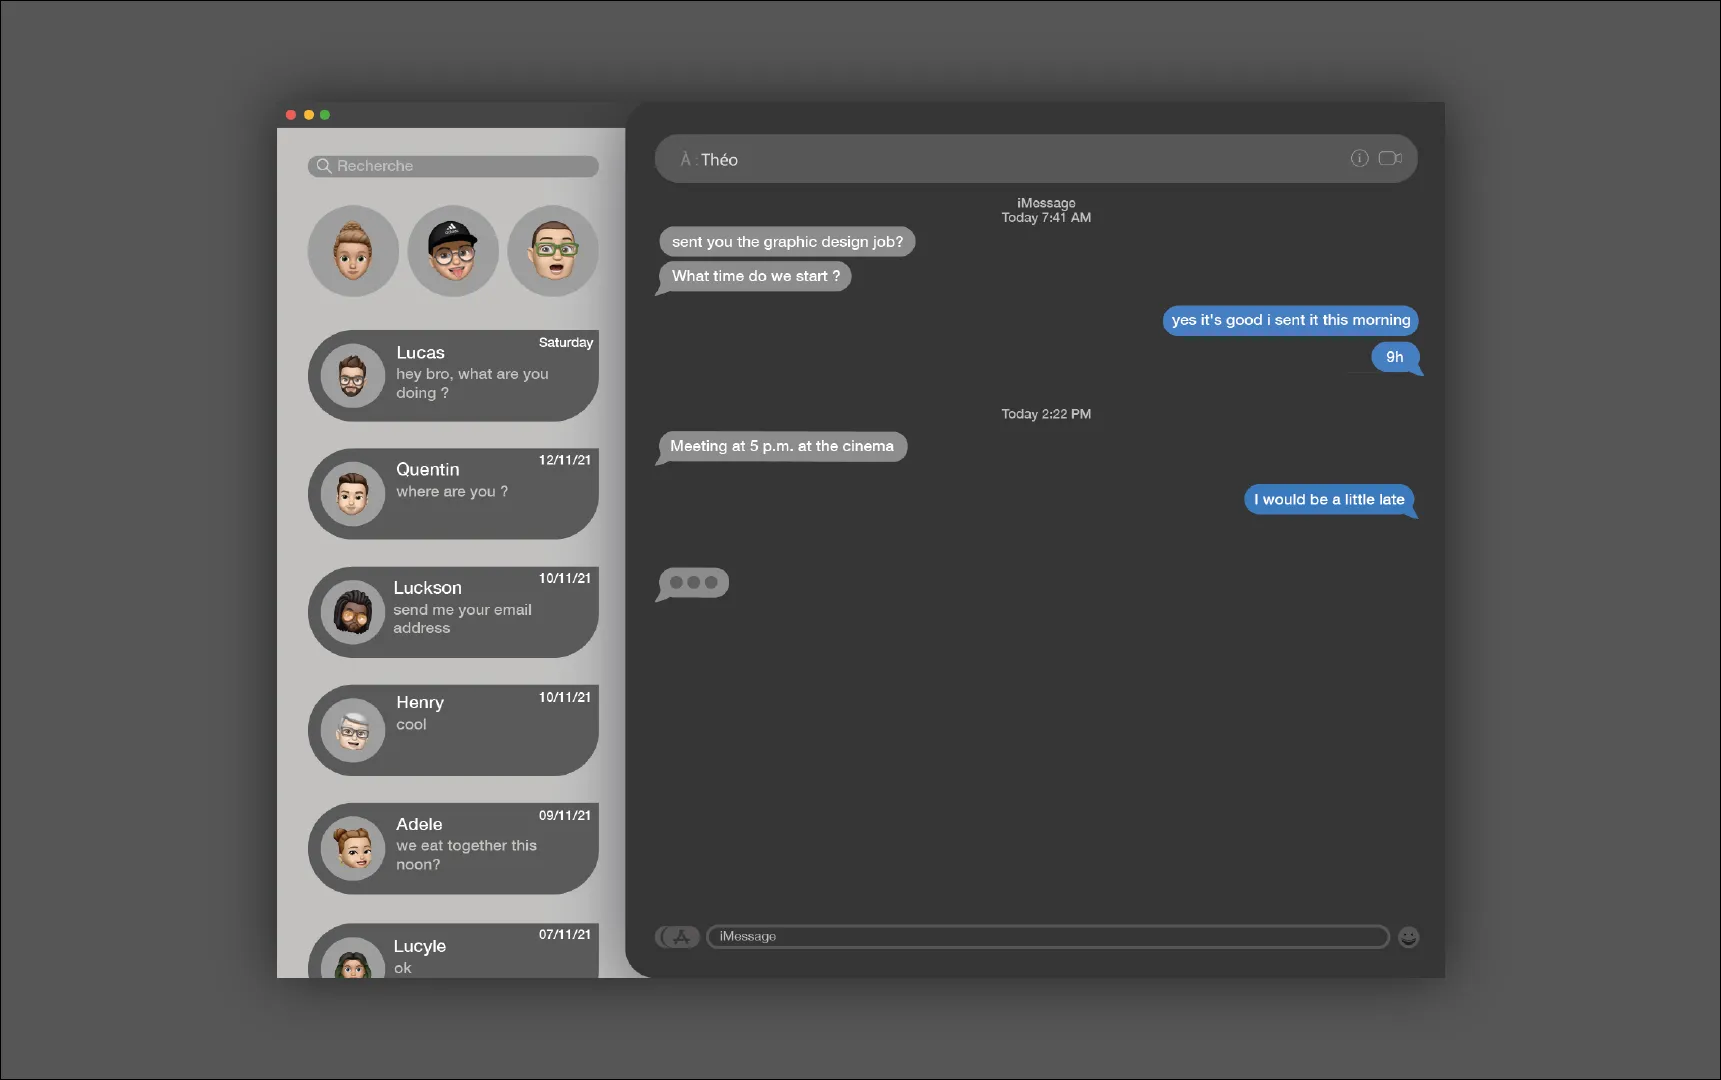 Recherche
Lucas
Saturday
hey bro, what are you
doing ?
Quentin
12/11/21
where are you ?
Luckson
10/11/21
send me your email
address
Henry
10/11/21
cool
Adele
09/11/21
we eat together this
noon?
Lucyle
07/11/21
ok
À : Théo
iMessage
Today 7:41 AM
sent you the graphic design job?
What time do we start ?
yes it's good i sent it this morning
9h
Today 2:22 PM
Meeting at 5 p.m. at the cinema
I would be a little late
iMessage